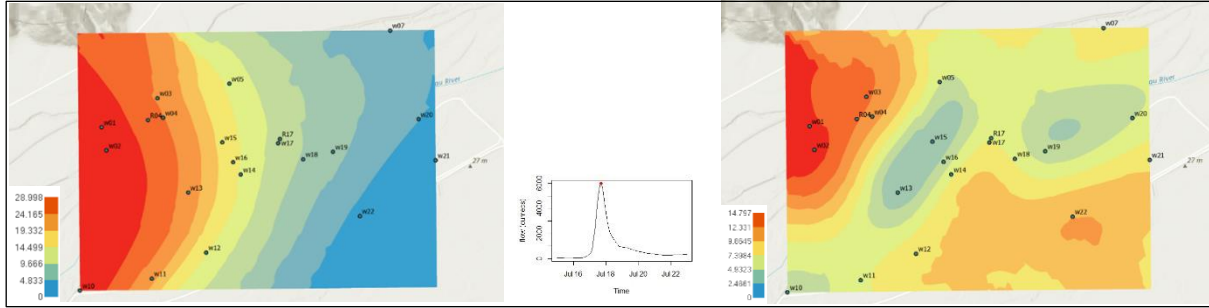 w07
w05
w03
R04
w04
w01
w02
w15
R17
w17
w16
w14
w18
w19
w20
w21
27 m
w13
w22
w12
w11
w10
28.998
24.165
19.332
14.499
9.666
4.833
flow (cumecs)
0
2000
4000
6000
Jul 16
Jul 18
Jul 20
Jul 22
Time
w07
River
w05
w03
R04
w04
w01
w02
w15
R17
w17
w16
w14
w18
w19
w20
w21
27 m
w13
w22
w12
w11
w10
14.797
12.331
9.8645
7.3984
4.9323
2.4661